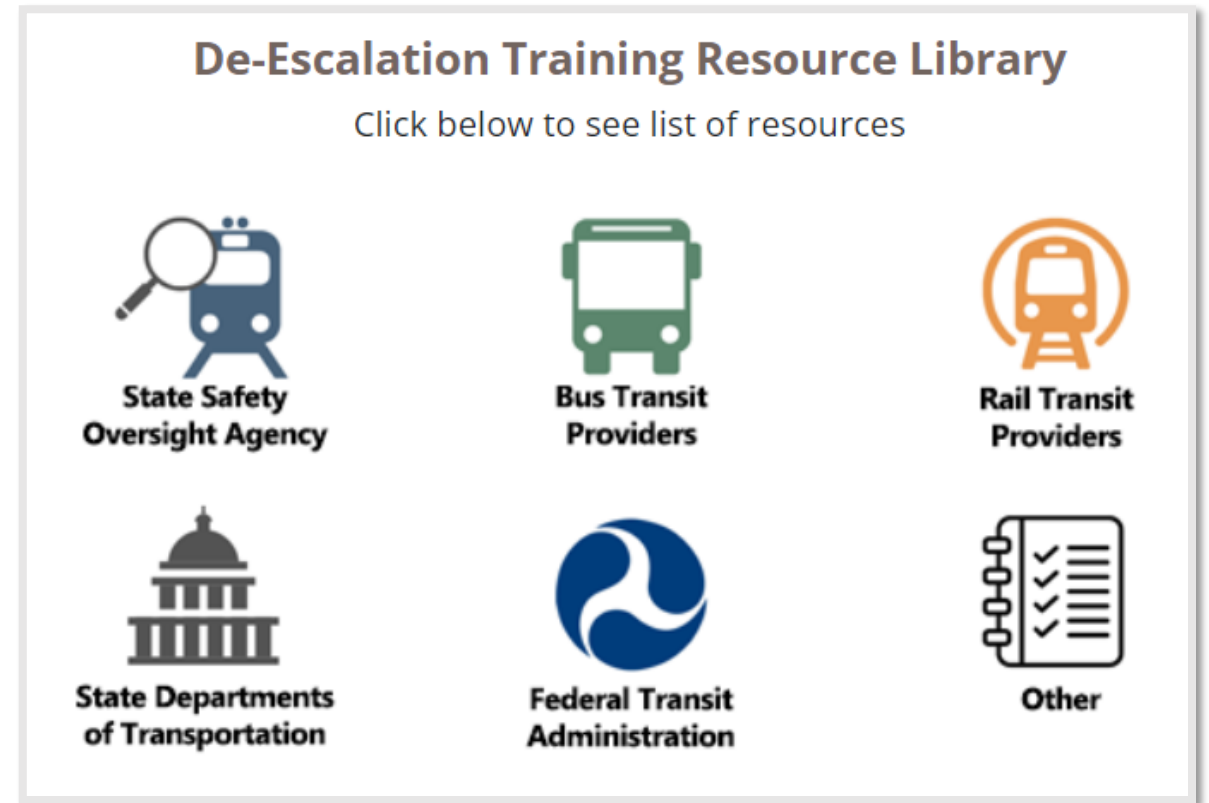 De-Escalation Training Resource Library
Click below to see list of resources
State Safety
Oversight Agency
Bus Transit
Providers
Rail Transit
Providers
State Departments
of Transportation
Federal Transit
Administration
Other